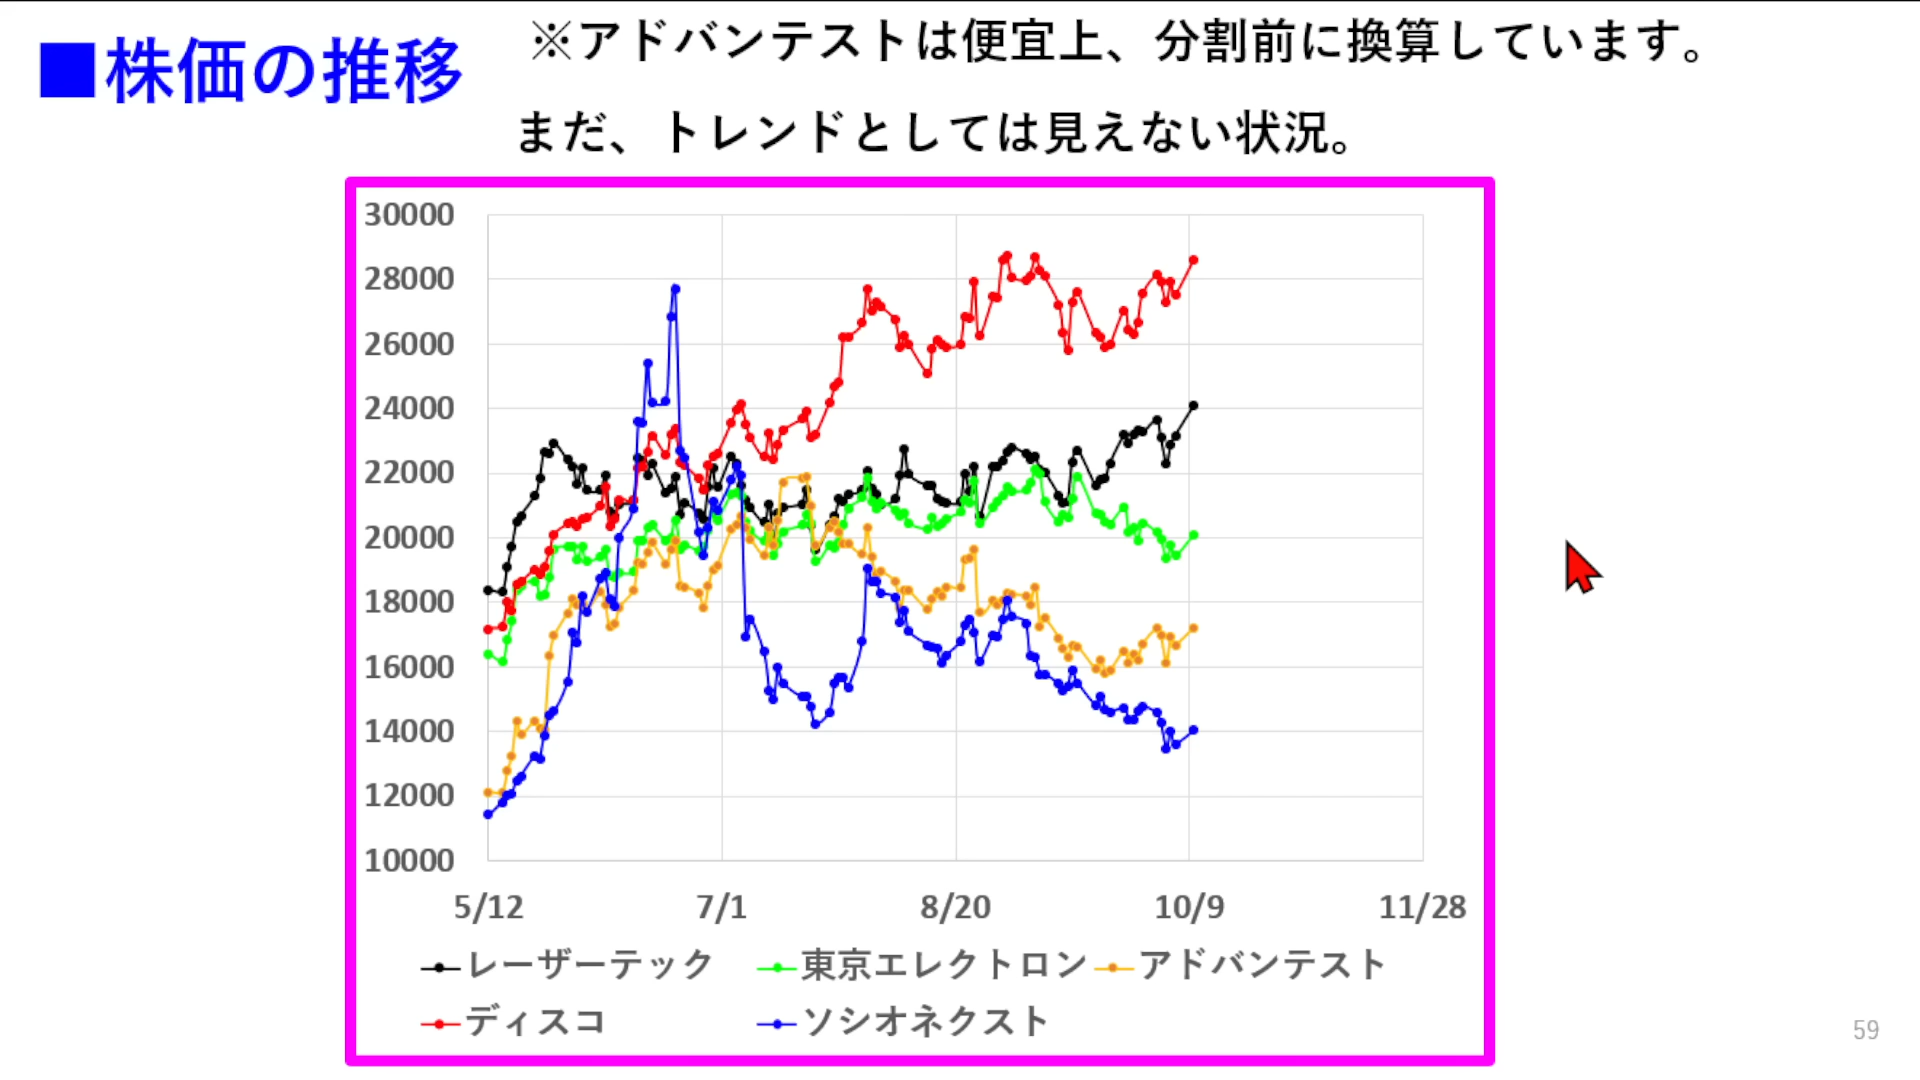 ■株価の推移
※アドバンテストは便宜上、分割前に換算しています。
まだ、トレンドとしては見えない状況。
30000
28000
26000
24000
22000
20000
18000
16000
14000
12000
10000
5/12 7/1 8/20 10/9 11/28
レーザーテック 東京エレクトロン アドバンテスト
ディスコ ソシオネクスト
59